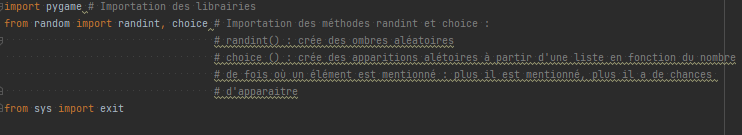 import pygame # Importation des librairies
from random import randint, choice # Importation des méthodes randint et choice :
# randint() : crée des ombres aléatoires
# choice () : crée des apparitions alétoires à partir d'une liste en fonction du nombre
# de fois où un élément est mentionné : plus il est mentionné, plus il a de chances
# d'apparaitre
from sys import exit